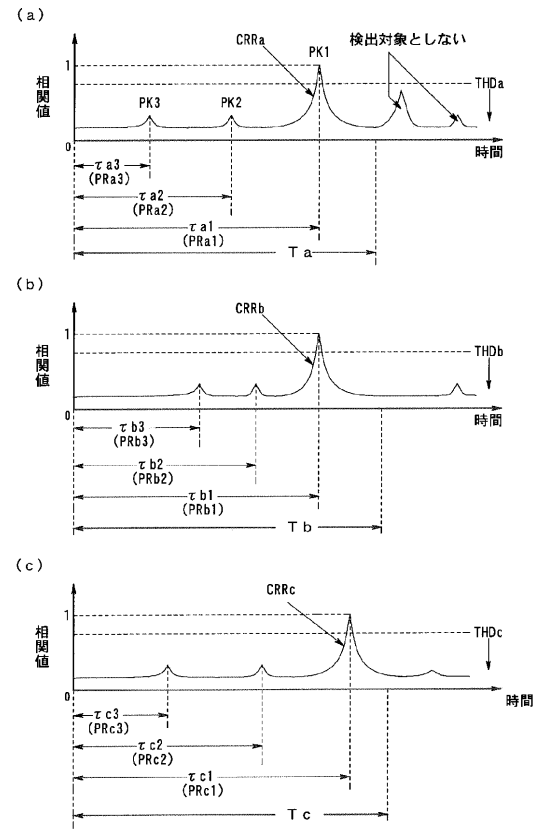 (a)
相関値
1
0
CRRa
PK1
検出対象としない
THDa
PK3
PK2
時間
τa3
(PRa3)
τa2
(PRa2)
τa1
(PRa1)
Ta
(b)
相関値
1
0
CRRb
THDb
時間
τb3
(PRb3)
τb2
(PRb2)
τb1
(PRb1)
Tb
(c)
相関値
1
0
CRRc
THDc
時間
τc3
(PRc3)
τc2
(PRc2)
τc1
(PRc1)
Tc